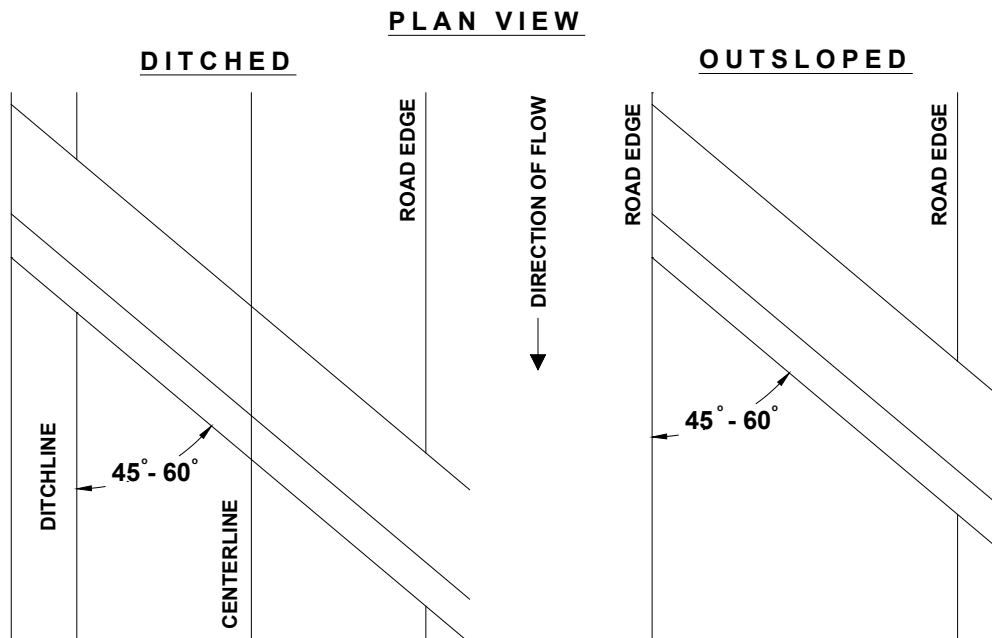 PLAN VIEW
DITCHED
OUTSLOPED
ROAD EDGE
DIRECTION OF FLOW
ROAD EDGE
ROAD EDGE
45°- 60°
45°- 60°
DITCHLINE
CENTERLINE